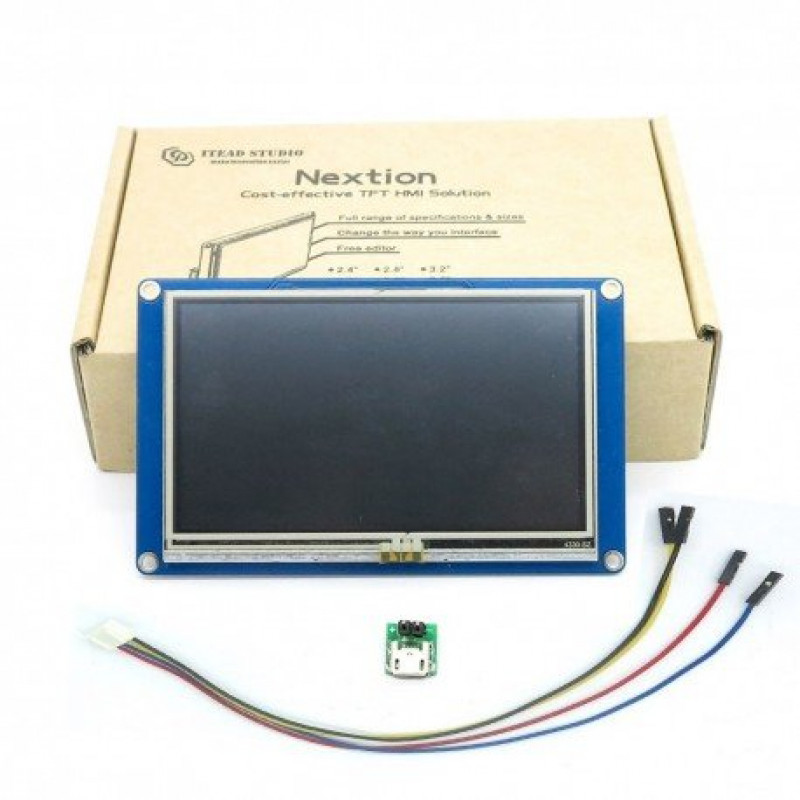 ITEAD STUDIO
Nextion
Cost-effective TFT HMI Solution
Full range of specifications & sizes
Change the way you interface
Free editor
• 2.4" • 2.8" • 3.2"